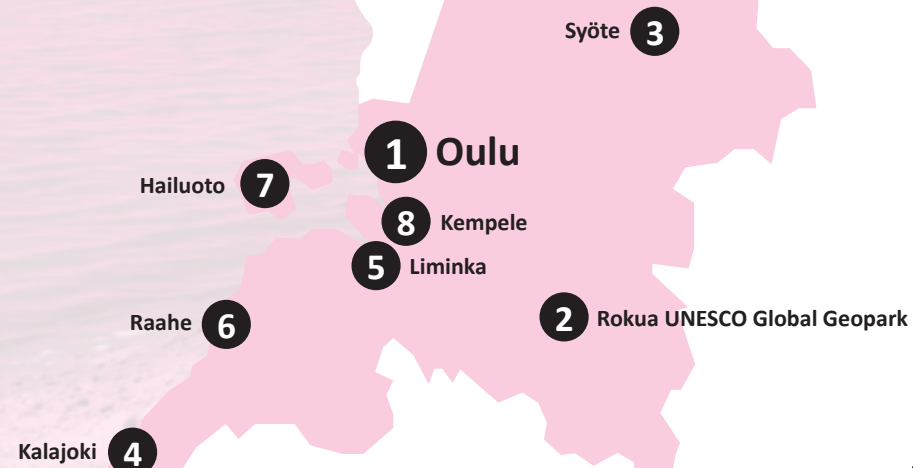 Syöte 3
1 Oulu
Hailuoto 7
8 Kempele
5 Liminka
Raahe 6
2 Rokua UNESCO Global Geopark
Kalajoki 4